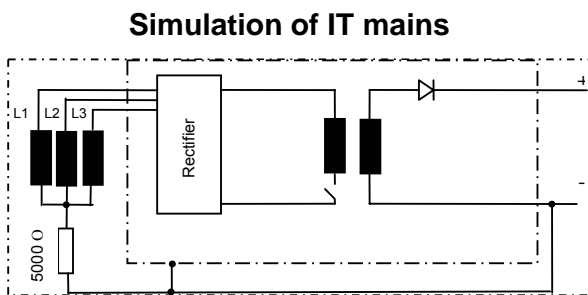 Simulation of IT mains
L1 L2 L3
Rectifier
+
-
5000 Ω